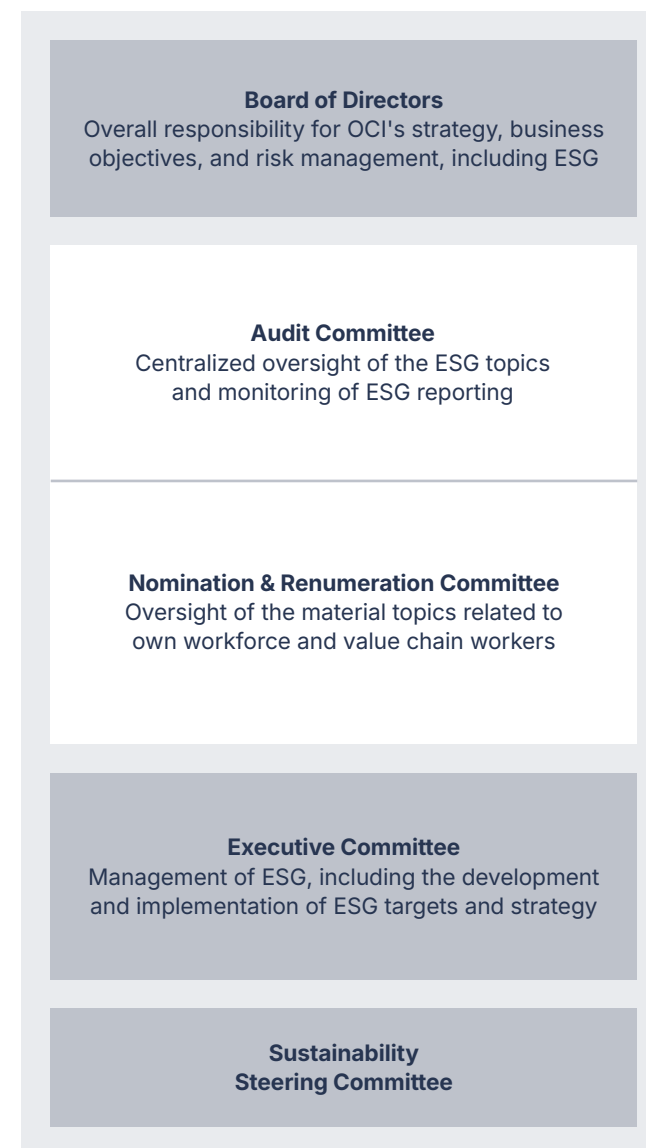 Board of Directors
Overall responsibility for OCI's strategy, business
objectives, and risk management, including ESG
Audit Committee
Centralized oversight of the ESG topics
and monitoring of ESG reporting
Nomination & Renumeration Committee
Oversight of the material topics related to
own workforce and value chain workers
Executive Committee
Management of ESG, including the development
and implementation of ESG targets and strategy
Sustainability
Steering Committee